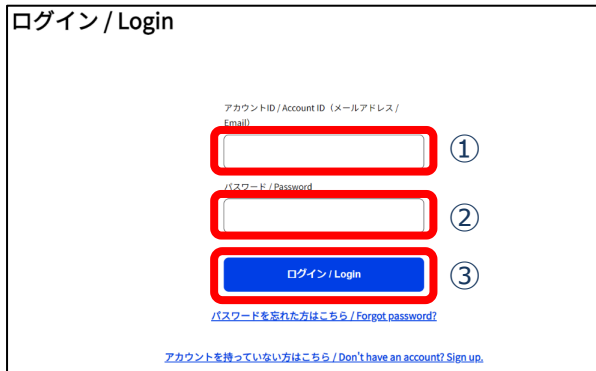 ログイン / Login
アカウントID / Account ID（メールアドレス /
Email）
①
パスワード / Password
②
ログイン / Login
③
パスワードを忘れた方はこちら / Forgot password?
アカウントを持っていない方はこちら / Don't have an account? Sign up.